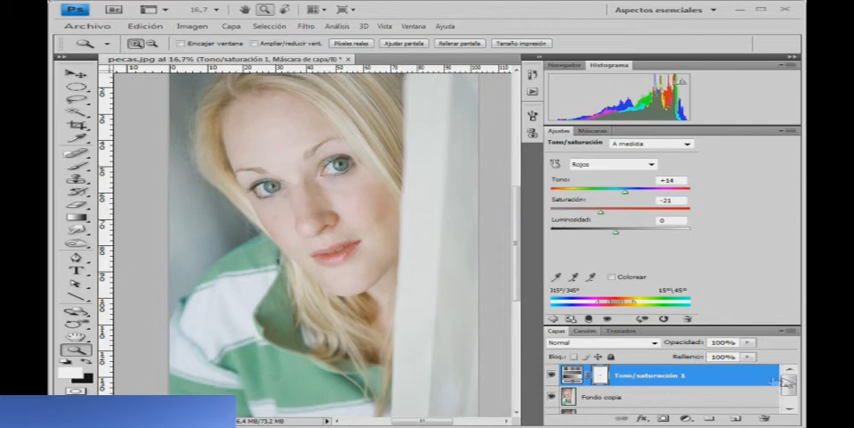 Ps Br 16,7 Aspectos esenciales
Archivo Edición Imagen Capa Selección Filtro Análisis 3D Vista Ventana Ayuda
Encajar ventana Ampliar/reducir vent. Píxeles reales Ajustar pantalla Rellenar pantalla Tamaño impresión
pecas.jpg al 16,7% (Tono/saturación 1, Máscara de capa/8) *
Navegador Histograma
Ajustes Máscaras
Tono/saturación A medida
Rojos
Tono: +14
Saturación: -21
Luminosidad: 0
Colorear
315°/345° 15°\45°
Capas Canales Trazados
Normal Opacidad: 100%
Bloq.: Relleno: 100%
Tono/saturación 1
Fondo copia